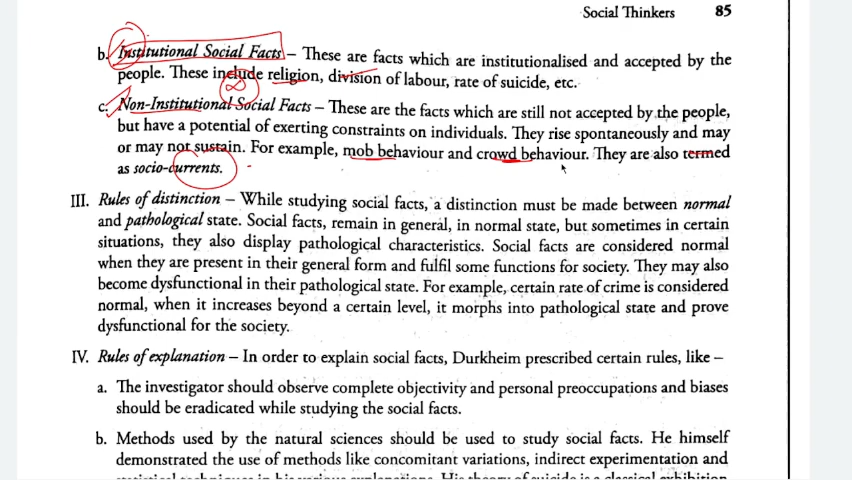 Social Thinkers 85
b. Institutional Social Facts – These are facts which are institutionalised and accepted by the
people. These include religion, division of labour, rate of suicide, etc.
c. Non-Institutional Social Facts – These are the facts which are still not accepted by the people,
but have a potential of exerting constraints on individuals. They rise spontaneously and may
or may not sustain. For example, mob behaviour and crowd behaviour. They are also termed
as socio-currents.
III. Rules of distinction – While studying social facts, a distinction must be made between normal
and pathological state. Social facts, remain in general, in normal state, but sometimes in certain
situations, they also display pathological characteristics. Social facts are considered normal
when they are present in their general form and fulfil some functions for society. They may also
become dysfunctional in their pathological state. For example, certain rate of crime is considered
normal, when it increases beyond a certain level, it morphs into pathological state and prove
dysfunctional for the society.
IV. Rules of explanation – In order to explain social facts, Durkheim prescribed certain rules, like –
a. The investigator should observe complete objectivity and personal preoccupations and biases
should be eradicated while studying the social facts.
b. Methods used by the natural sciences should be used to study social facts. He himself
demonstrated the use of methods like concomitant variations, indirect experimentation and